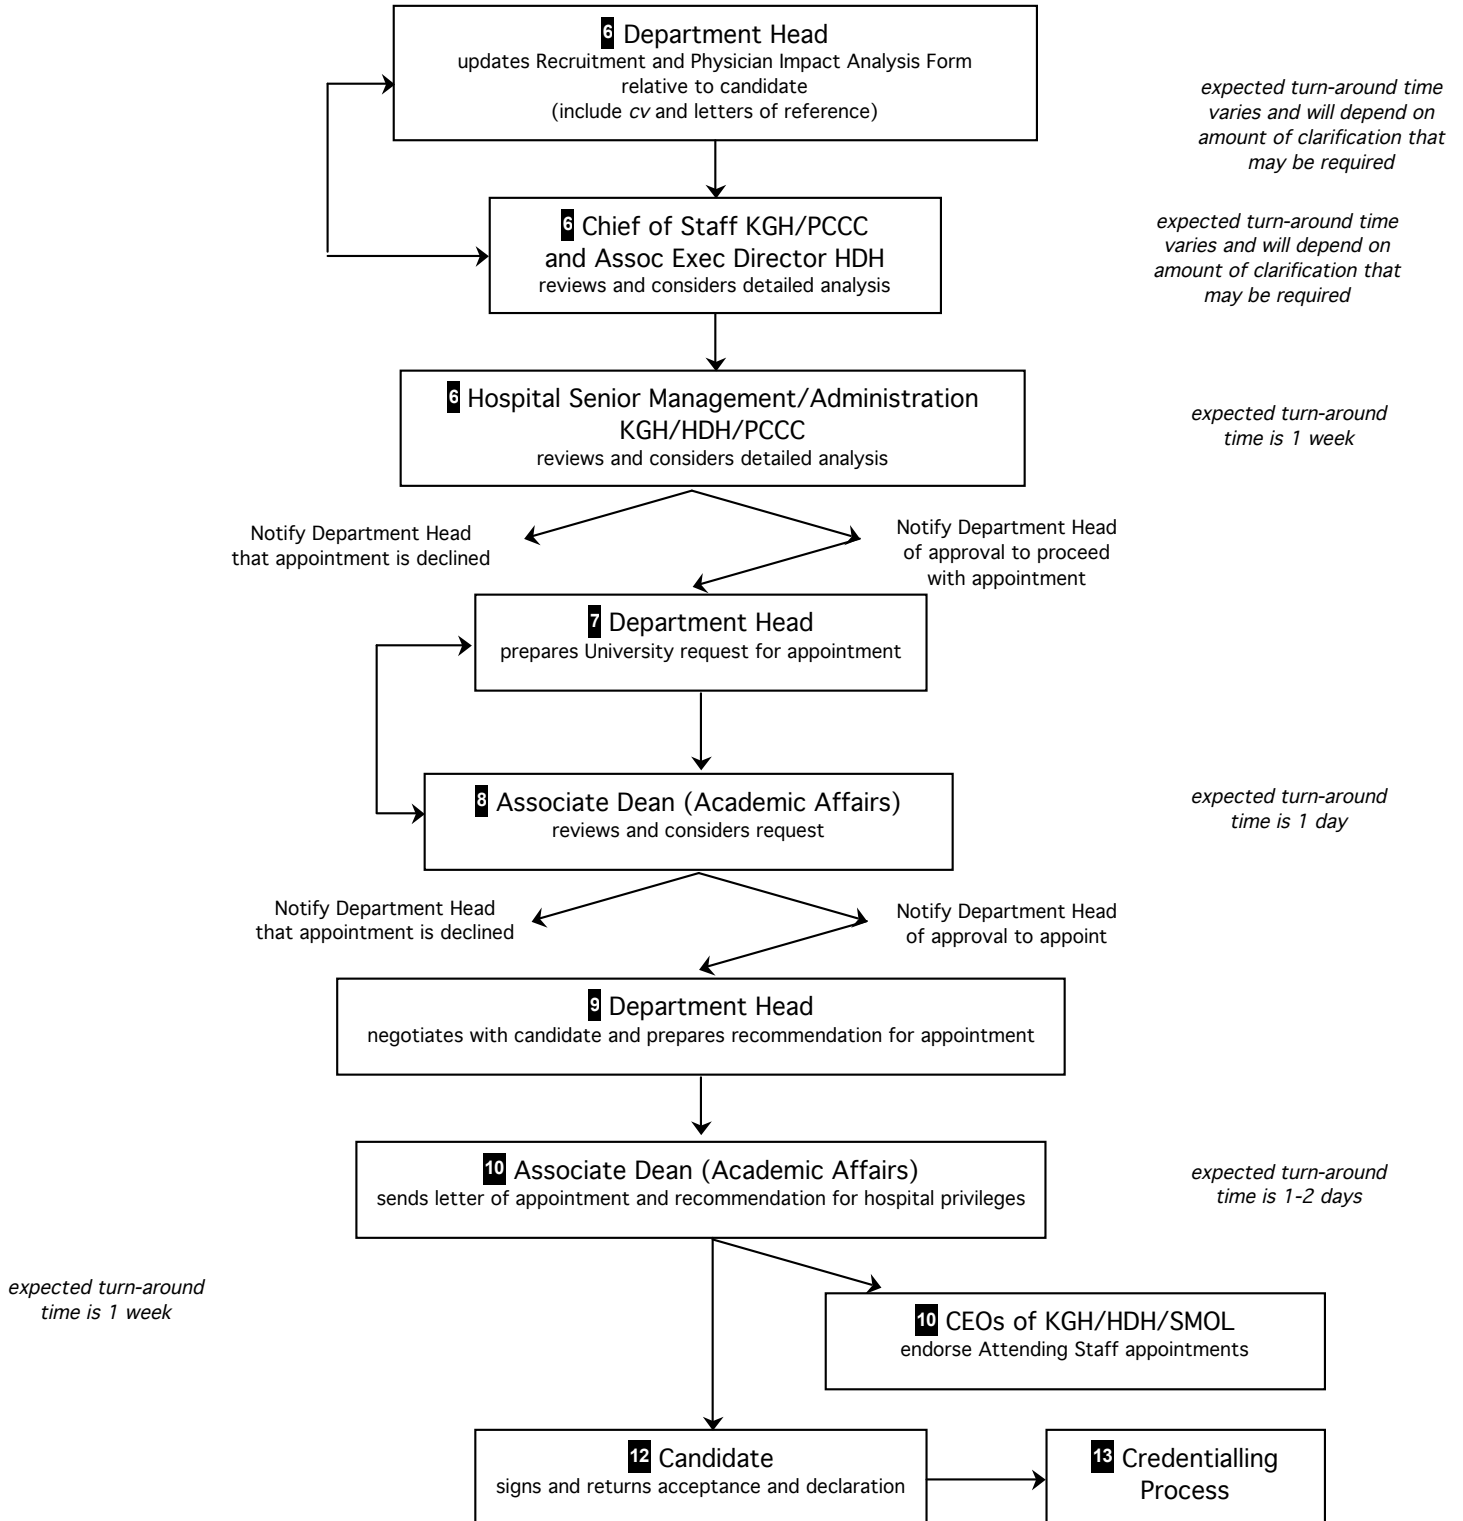 6 Department Head
updates Recruitment and Physician Impact Analysis Form
relative to candidate
(include cv and letters of reference)
expected turn-around time
varies and will depend on
amount of clarification that
may be required
6 Chief of Staff KGH/PCCC
and Assoc Exec Director HDH
reviews and considers detailed analysis
expected turn-around time
varies and will depend on
amount of clarification that
may be required
6 Hospital Senior Management/Administration
KGH/HDH/PCCC
reviews and considers detailed analysis
expected turn-around
time is 1 week
Notify Department Head
that appointment is declined
Notify Department Head
of approval to proceed
with appointment
7 Department Head
prepares University request for appointment
8 Associate Dean (Academic Affairs)
reviews and considers request
expected turn-around
time is 1 day
Notify Department Head
that appointment is declined
Notify Department Head
of approval to appoint
9 Department Head
negotiates with candidate and prepares recommendation for appointment
10 Associate Dean (Academic Affairs)
sends letter of appointment and recommendation for hospital privileges
expected turn-around
time is 1-2 days
expected turn-around
time is 1 week
10 CEOs of KGH/HDH/SMOL
endorse Attending Staff appointments
12 Candidate
signs and returns acceptance and declaration
13 Credentialling
Process